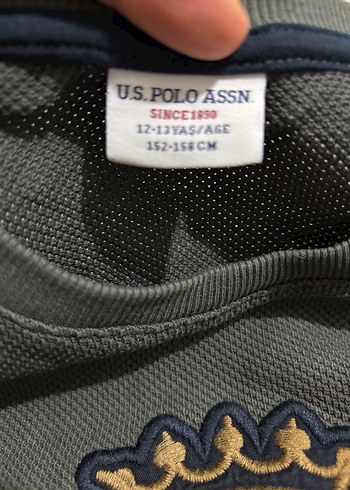 U.S. POLO ASSN.
SINCE 1890
12-13 YAŞ/AGE
152-158 CM